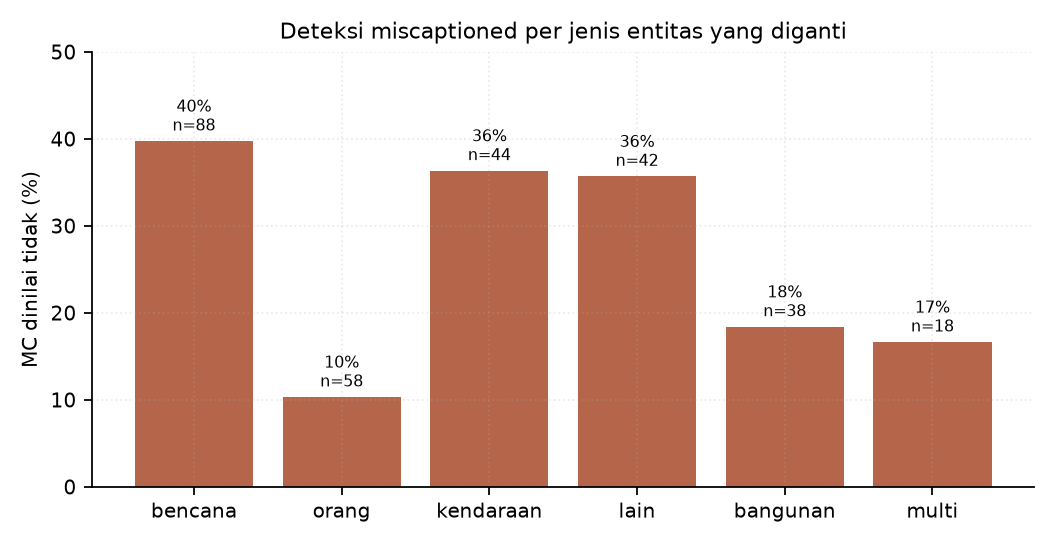 Deteksi miscaptioned per jenis entitas yang diganti
MC dinilai tidak (%)
50
40
30
20
10
0
40%
n=88
10%
n=58
36%
n=44
36%
n=42
18%
n=38
17%
n=18
bencana
orang
kendaraan
lain
bangunan
multi